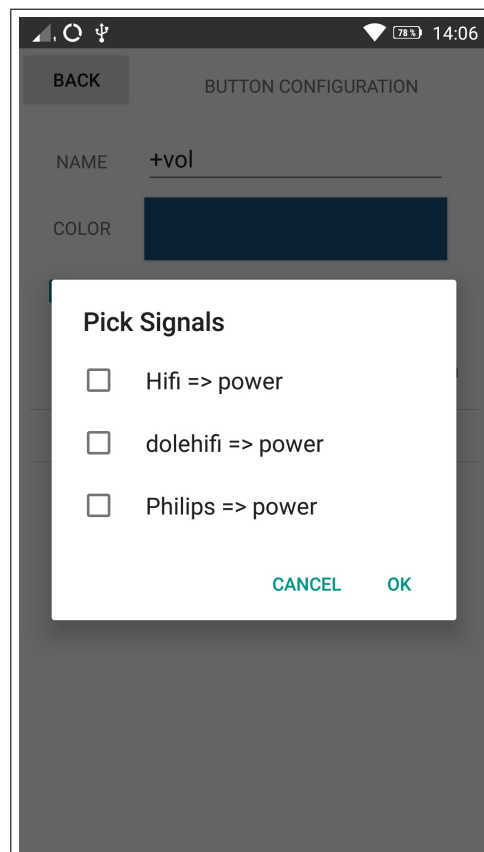 78 % 14:06
BACK BUTTON CONFIGURATION
NAME +vol
COLOR
Pick Signals
Hifi => power
dolehifi => power
Philips => power
CANCEL OK